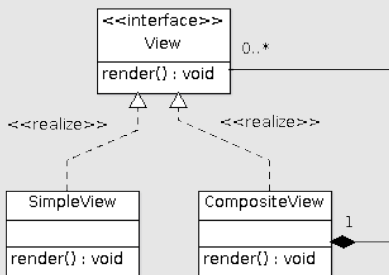 <<interface>>
View
0..*
render() : void
<<realize>>
<<realize>>
SimpleView
CompositeView
1
render() : void
render() : void